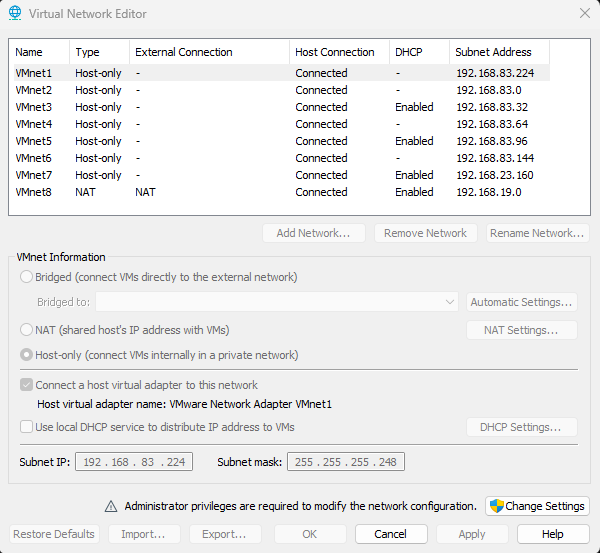 Virtual Network Editor
Name Type External Connection Host Connection DHCP Subnet Address
VMnet1 Host-only - Connected - 192.168.83.224
VMnet2 Host-only - Connected - 192.168.83.0
VMnet3 Host-only - Connected Enabled 192.168.83.32
VMnet4 Host-only - Connected - 192.168.83.64
VMnet5 Host-only - Connected Enabled 192.168.83.96
VMnet6 Host-only - Connected - 192.168.83.144
VMnet7 Host-only - Connected Enabled 192.168.23.160
VMnet8 NAT NAT Connected Enabled 192.168.19.0
Add Network... Remove Network Rename Network...
VMnet Information
Bridged (connect VMs directly to the external network)
Bridged to: Automatic Settings...
NAT (shared host's IP address with VMs) NAT Settings...
Host-only (connect VMs internally in a private network)
Connect a host virtual adapter to this network
Host virtual adapter name: VMware Network Adapter VMnet1
Use local DHCP service to distribute IP address to VMs DHCP Settings...
Subnet IP: 192 . 168 . 83 . 224 Subnet mask: 255 . 255 . 255 . 248
Administrator privileges are required to modify the network configuration. Change Settings
Restore Defaults Import... Export... OK Cancel Apply Help